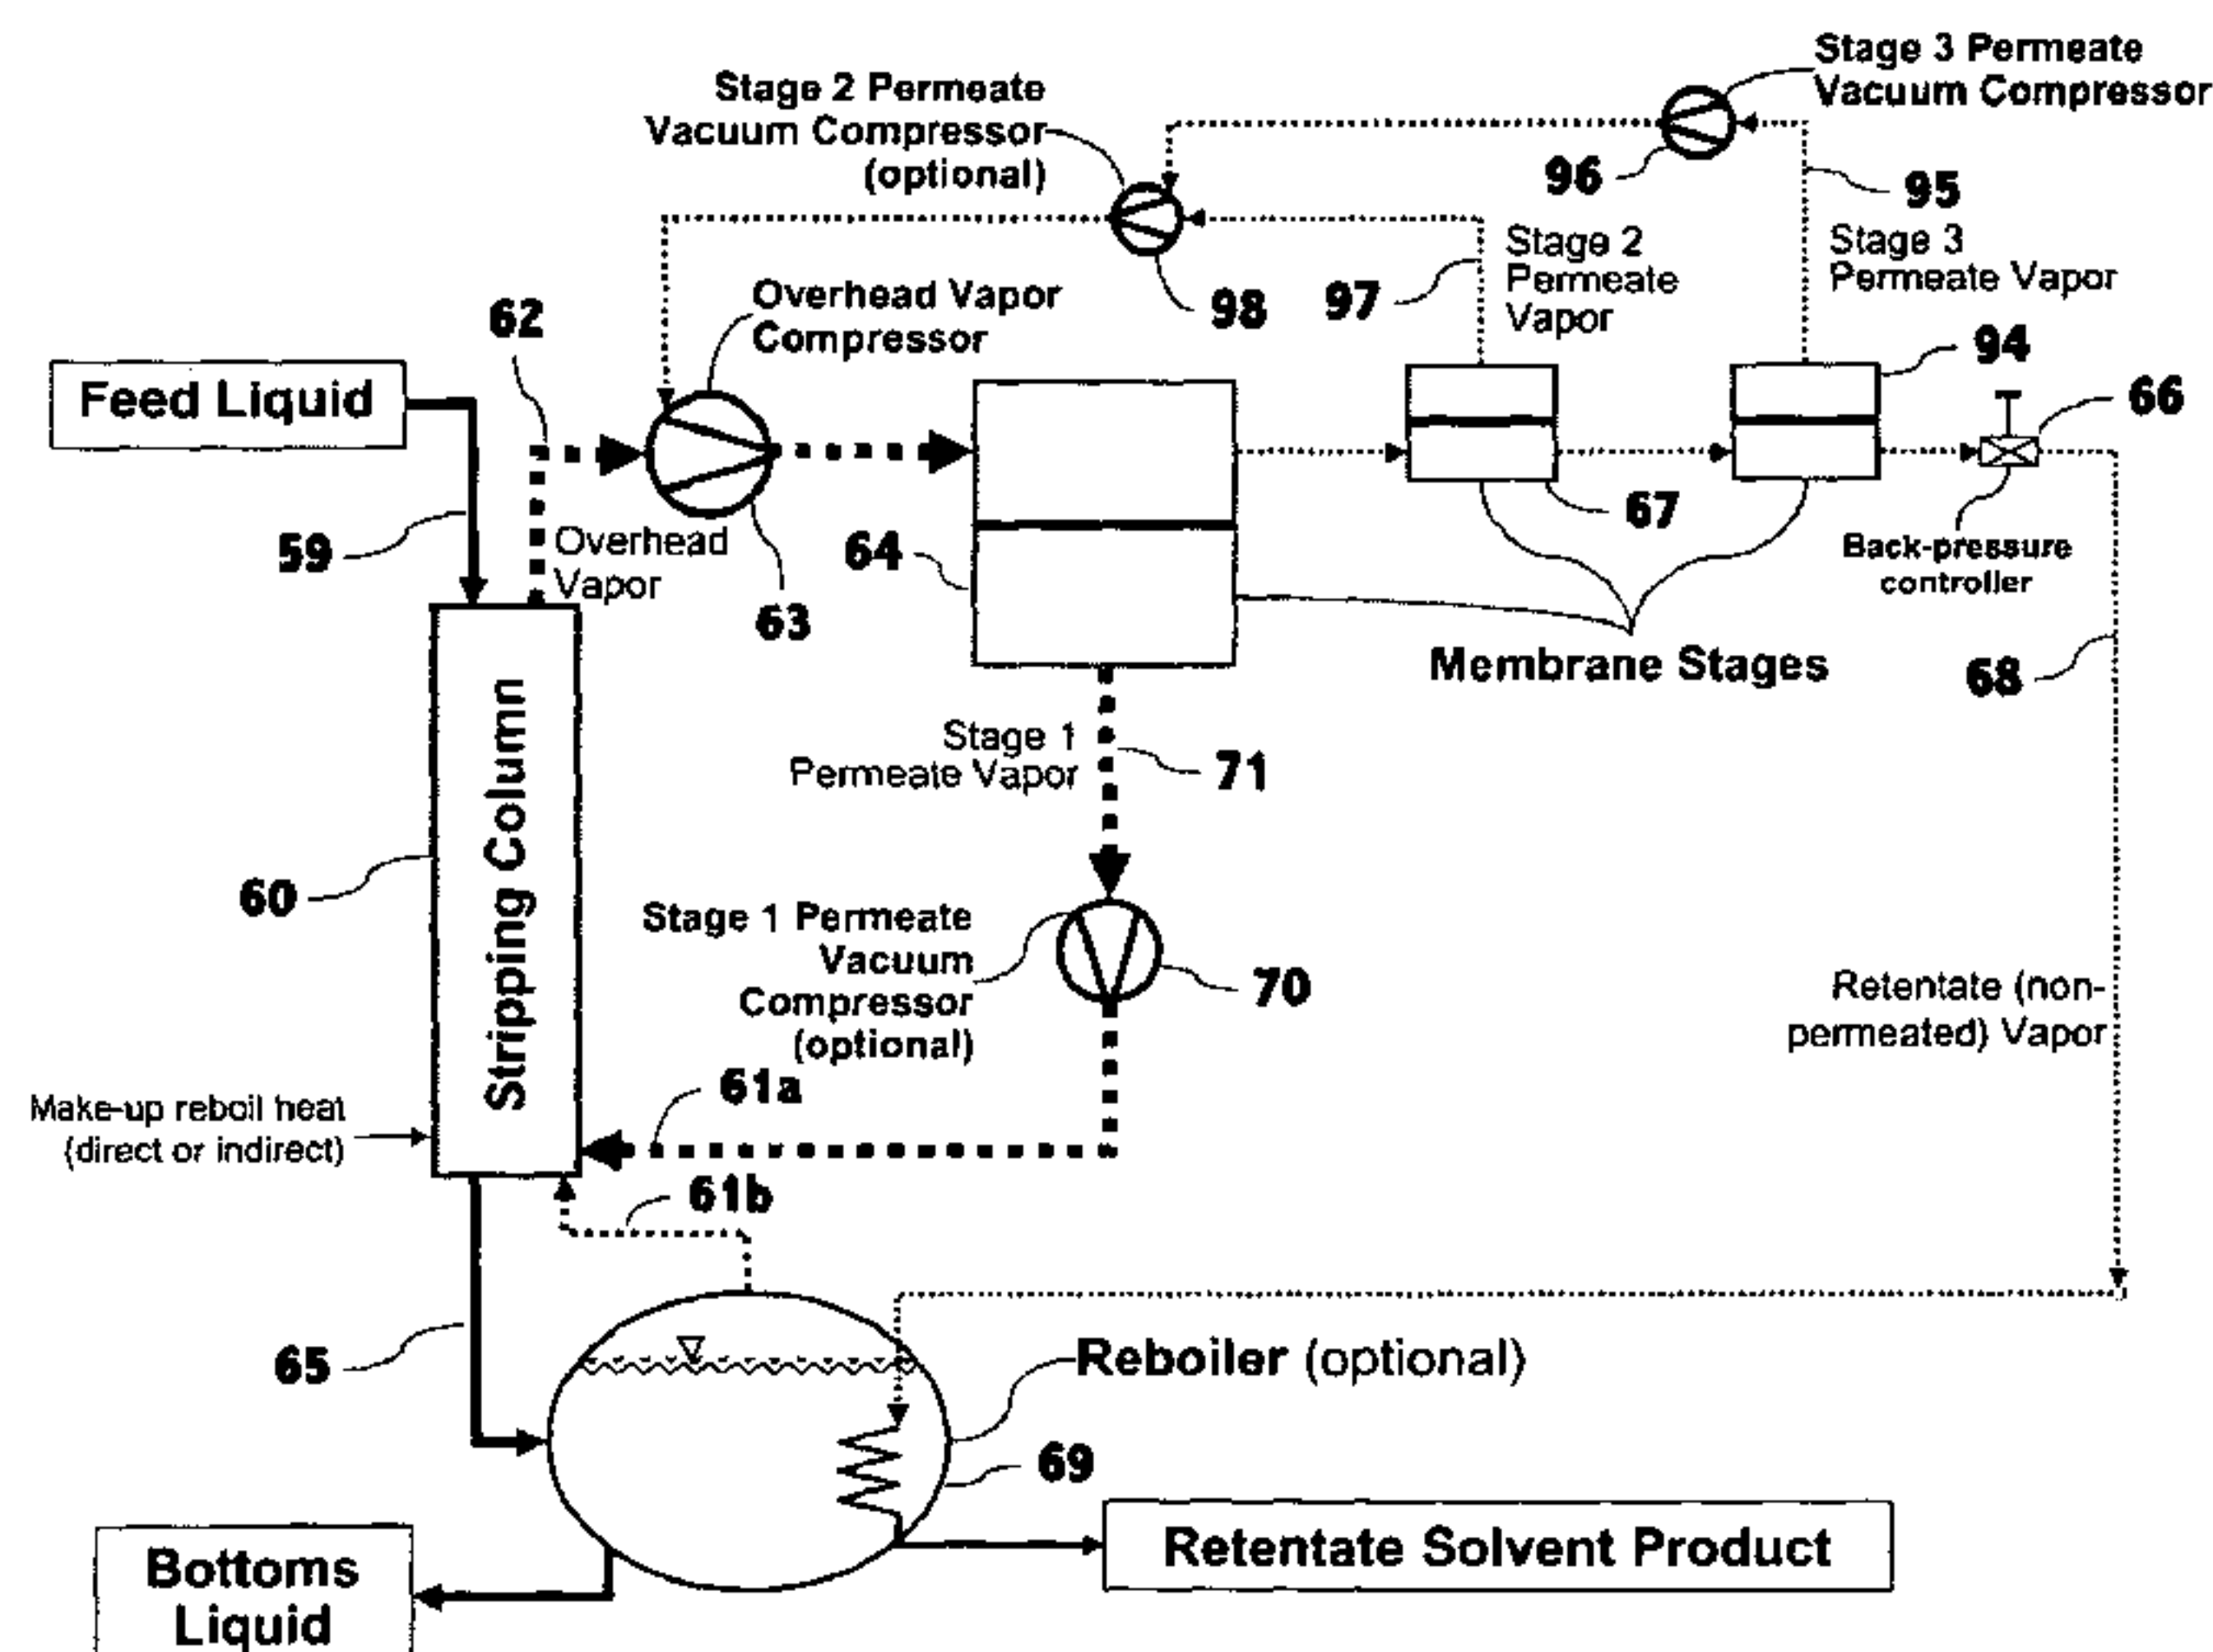 Stage 3 Permeate
Vacuum Compressor
Stage 2 Permeate
Vacuum Compressor
(optional)
96
95
98
97
Stage 2
Permeate
Vapor
Stage 3
Permeate Vapor
62
Overhead Vapor
Compressor
94
66
Feed Liquid
59
Overhead
Vapor
63
64
67
Back-pressure
controller
Membrane Stages
68
Stage 1
Permeate Vapor
71
Stripping Column
60
Stage 1 Permeate
Vacuum
Compressor
(optional)
70
Retentate (non-
permeated) Vapor
61a
Make-up reboil heat
(direct or indirect)
61b
65
Reboiler (optional)
69
Retentate Solvent Product
Bottoms
Liquid